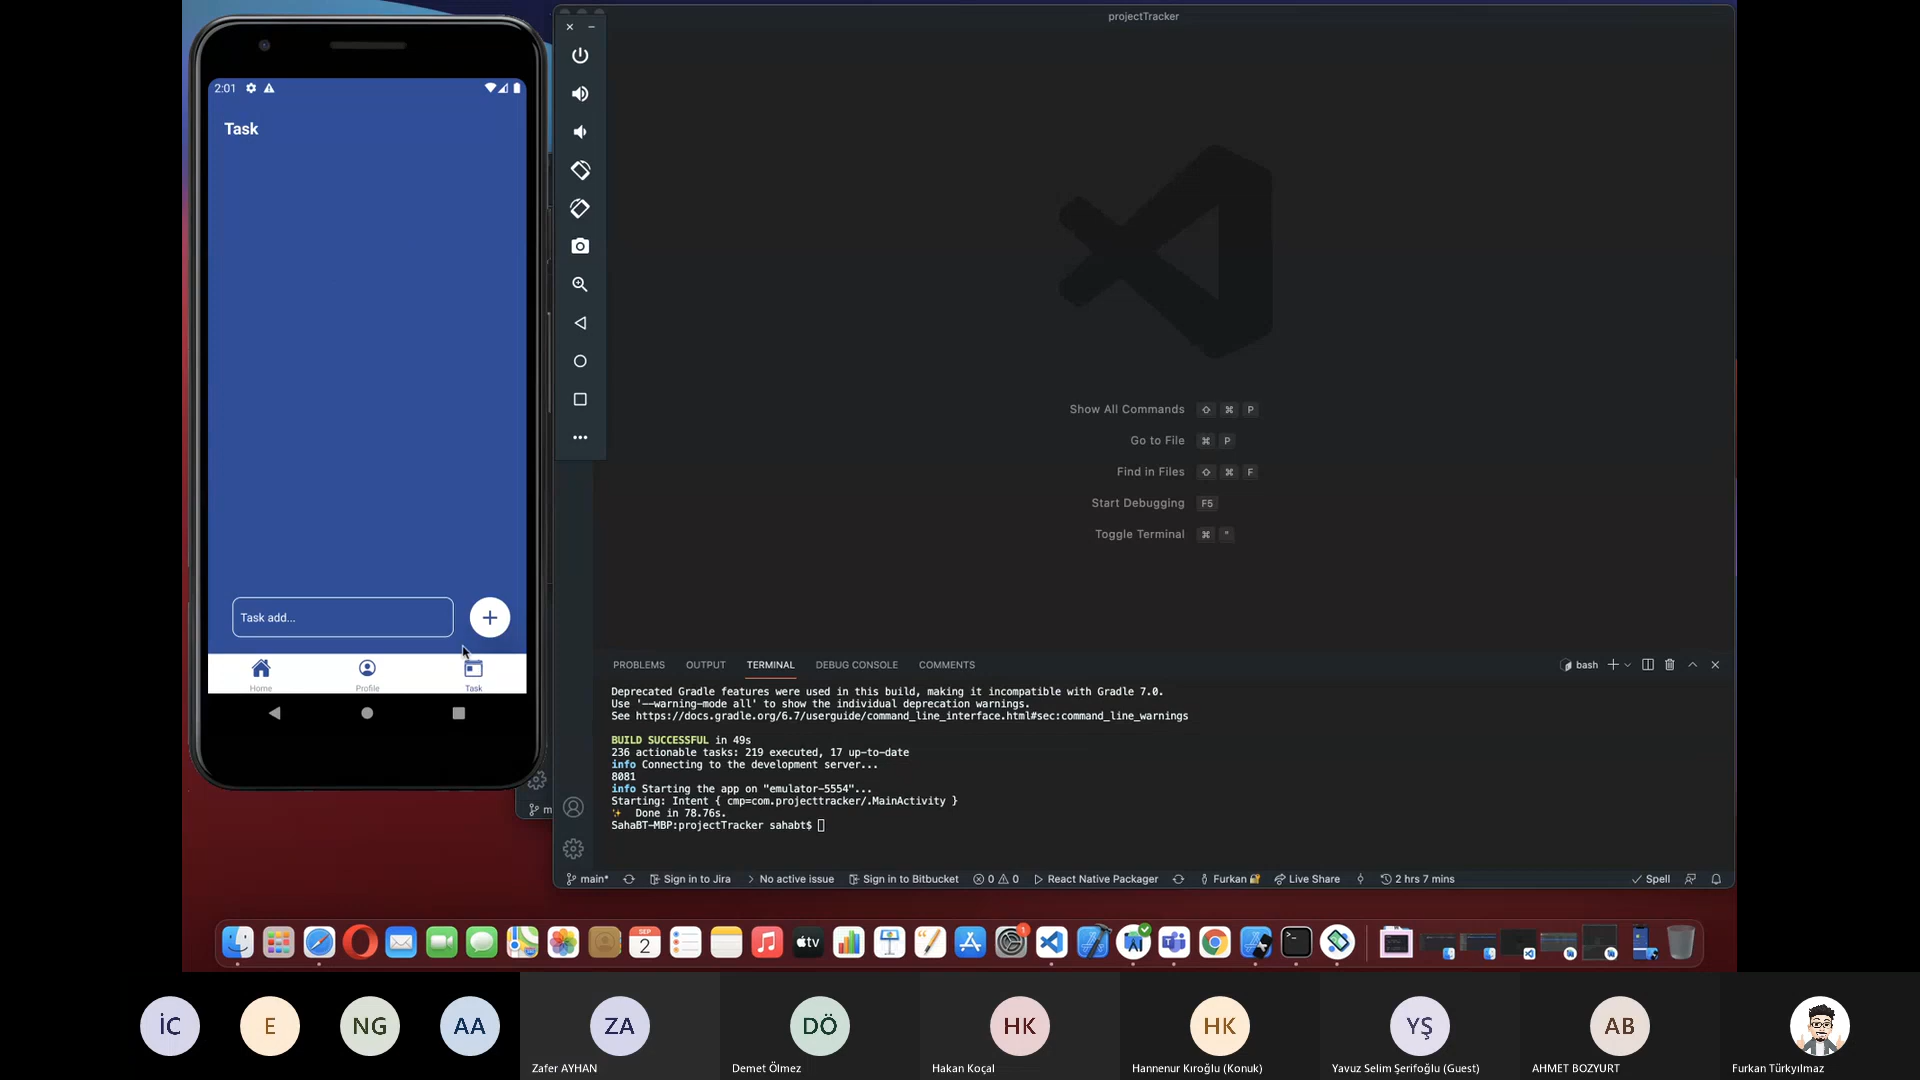 projectTracker
2:01
Task
Task add...
Home
Profile
Task
Show All Commands ⇧ ⌘ P
Go to File ⌘ P
Find in Files ⇧ ⌘ F
Start Debugging F5
Toggle Terminal ⌘ "
PROBLEMS OUTPUT TERMINAL DEBUG CONSOLE COMMENTS
bash
Deprecated Gradle features were used in this build, making it incompatible with Gradle 7.0.
Use '--warning-mode all' to show the individual deprecation warnings.
See https://docs.gradle.org/6.7/userguide/command_line_interface.html#sec:command_line_warnings
BUILD SUCCESSFUL in 49s
236 actionable tasks: 219 executed, 17 up-to-date
info Connecting to the development server...
8081
info Starting the app on "emulator-5554"...
Starting: Intent { cmp=com.projecttracker/.MainActivity }
✨ Done in 78.76s.
SahaBT-MBP:projectTracker sahabt$
m
main* Sign in to Jira No active issue Sign in to Bitbucket 0 0 React Native Packager Furkan Live Share 2 hrs 7 mins Spell
SEP
2
tv
1
İC
E
NG
AA
ZA
Zafer AYHAN
DÖ
Demet Ölmez
HK
Hakan Koçal
HK
Hannenur Kıroğlu (Konuk)
YŞ
Yavuz Selim Şerifoğlu (Guest)
AB
AHMET BOZYURT
Furkan Türkyılmaz